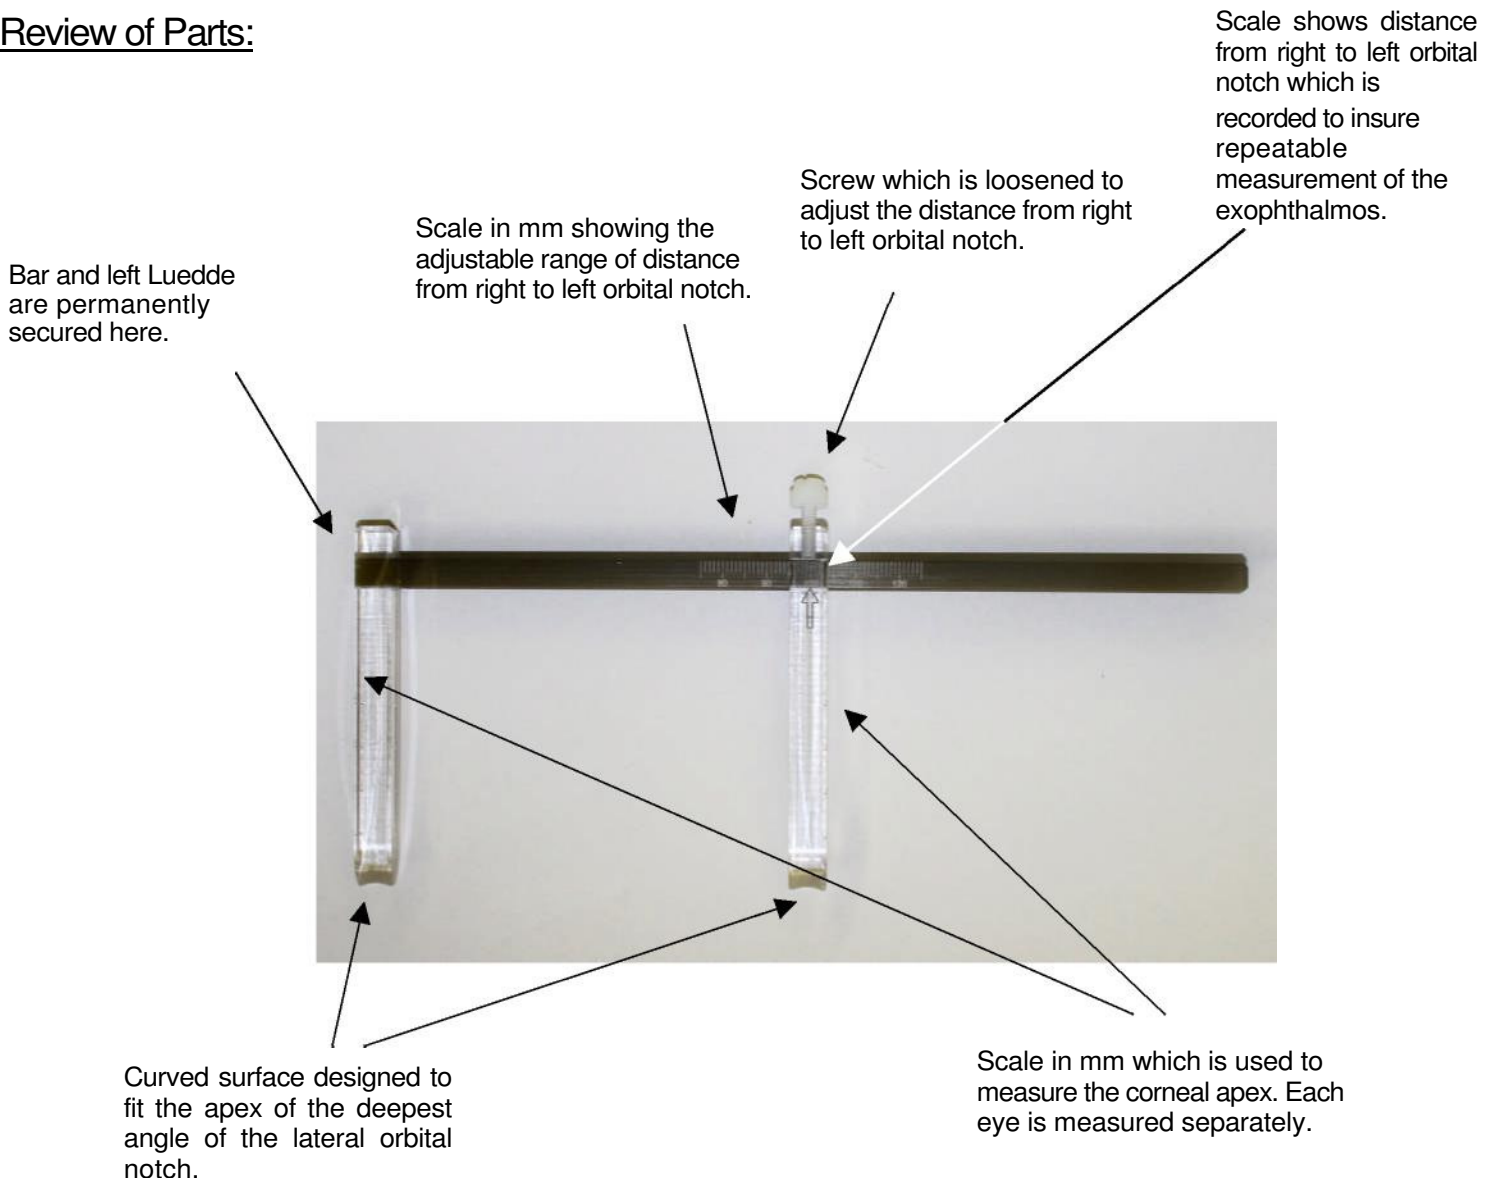 Review of Parts:
Scale shows distance
from right to left orbital
notch which is
recorded to insure
repeatable
measurement of the
exophthalmos.
Screw which is loosened to
adjust the distance from right
to left orbital notch.
Scale in mm showing the
adjustable range of distance
from right to left orbital notch.
Bar and left Luedde
are permanently
secured here.
Curved surface designed to
fit the apex of the deepest
angle of the lateral orbital
notch.
Scale in mm which is used to
measure the corneal apex. Each
eye is measured separately.